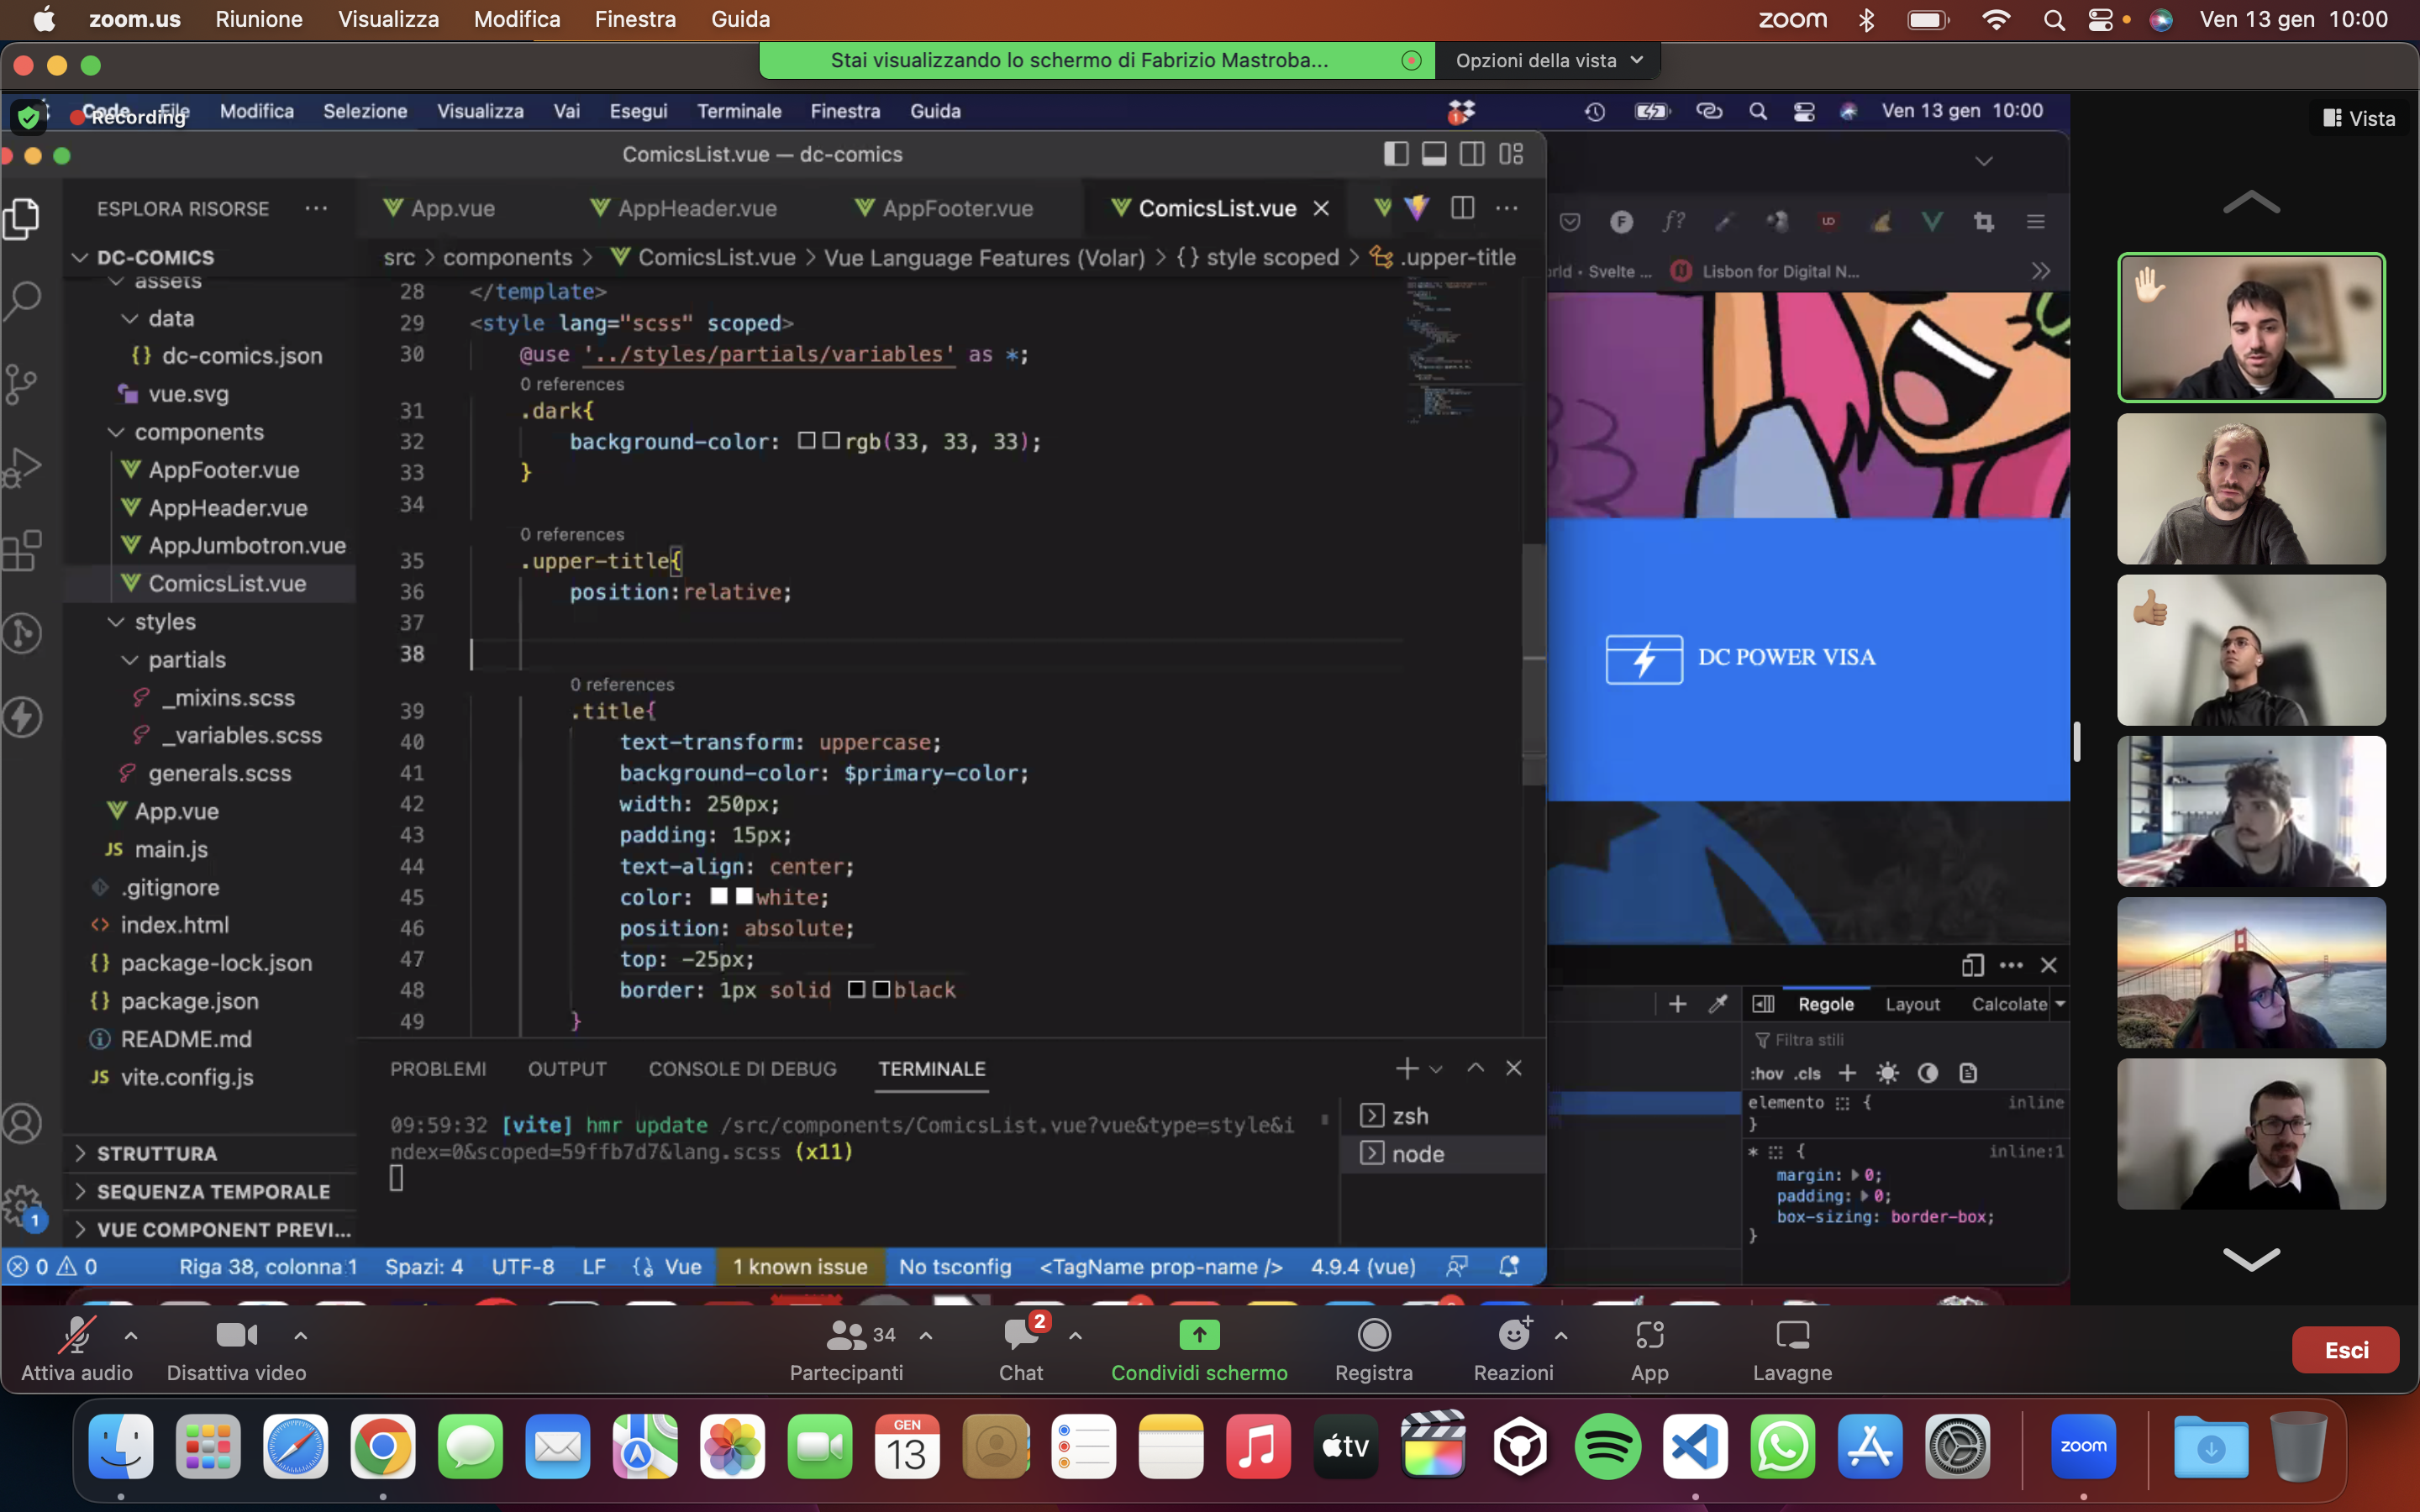 zoom.us Riunione Visualizza Modifica Finestra Guida
zoom Ven 13 gen 10:00
Stai visualizzando lo schermo di Fabrizio Mastroba...
Opzioni della vista
Recording
Code File Modifica Selezione Visualizza Vai Esegui Terminale Finestra Guida
Ven 13 gen 10:00
Vista
ComicsList.vue — dc-comics
ESPLORA RISORSE
App.vue AppHeader.vue AppFooter.vue ComicsList.vue
DC-COMICS
src > components > ComicsList.vue > Vue Language Features (Volar) > {} style scoped > .upper-title
assets
data
{} dc-comics.json
vue.svg
components
AppFooter.vue
AppHeader.vue
AppJumbotron.vue
ComicsList.vue
styles
partials
_mixins.scss
_variables.scss
generals.scss
App.vue
JS main.js
.gitignore
<> index.html
{} package-lock.json
{} package.json
README.md
JS vite.config.js
STRUTTURA
SEQUENZA TEMPORALE
VUE COMPONENT PREVI...
28 </template>
29 <style lang="scss" scoped>
30 @use '../styles/partials/variables' as *;
0 references
31 .dark{
32 background-color: rgb(33, 33, 33);
33 }
34
0 references
35 .upper-title{
36 position:relative;
37
38
0 references
39 .title{
40 text-transform: uppercase;
41 background-color: $primary-color;
42 width: 250px;
43 padding: 15px;
44 text-align: center;
45 color: white;
46 position: absolute;
47 top: -25px;
48 border: 1px solid black
49 }
PROBLEMI OUTPUT CONSOLE DI DEBUG TERMINALE
09:59:32 [vite] hmr update /src/components/ComicsList.vue?vue&type=style&i
ndex=0&scoped=59ffb7d7&lang.scss (x11)
zsh
node
0 0 Riga 38, colonna 1 Spazi: 4 UTF-8 LF Vue 1 known issue No tsconfig <TagName prop-name /> 4.9.4 (vue)
1
Svelte ... Lisbon for Digital N...
DC POWER VISA
Regole Layout Calcolate
Filtra stili
:hov .cls
elemento { inline
}
* { inline:1
margin: 0;
padding: 0;
box-sizing: border-box;
}
Attiva audio
Disattiva video
34
Partecipanti
2
Chat
Condividi schermo
Registra
Reazioni
App
Lavagne
Esci
GEN
13
tv
zoom